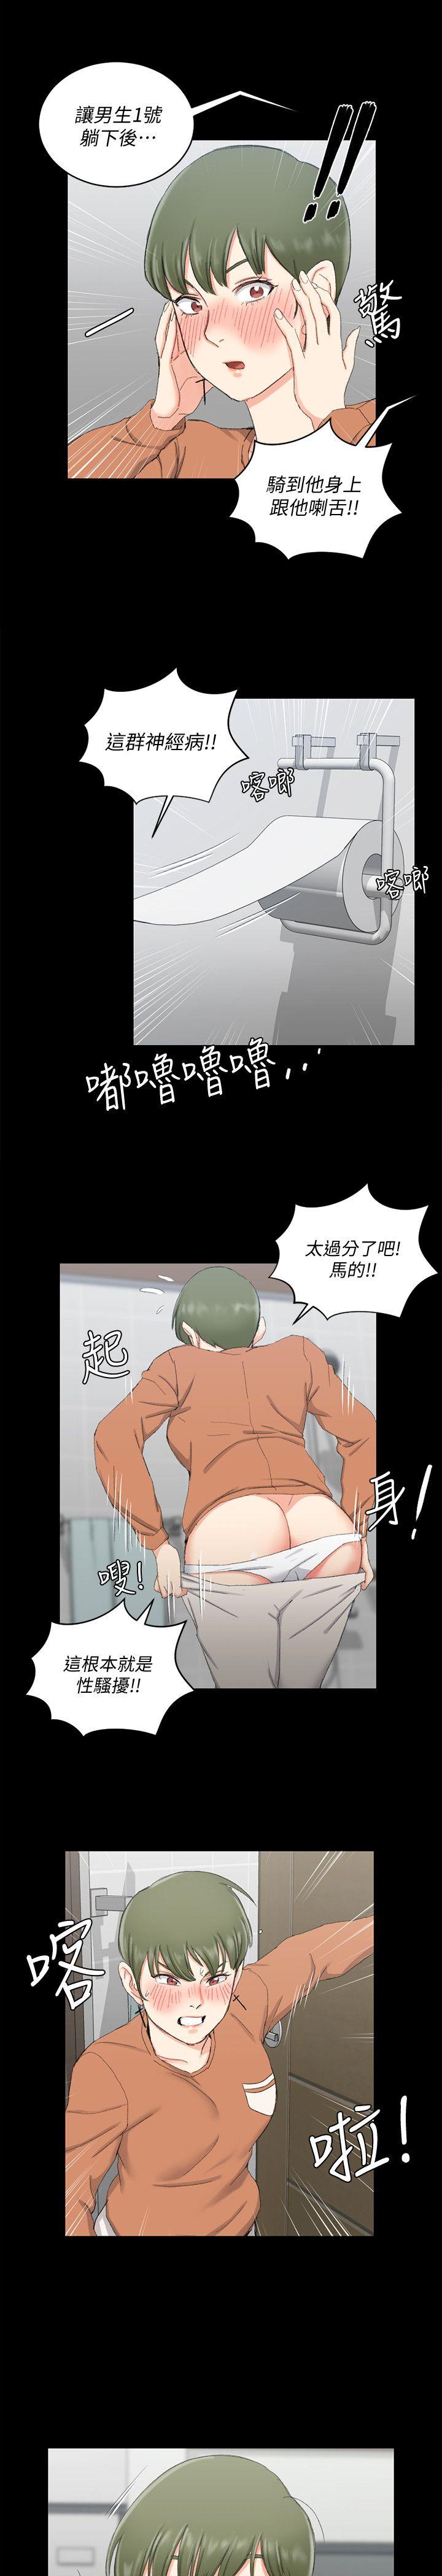 讓男生1號
躺下後⋯
!!
驚
騎到他身上
跟他喇舌!!
這群神經病!!
喀啷
喀啷
嘟嚕嚕嚕...
太過分了吧!
馬的!!
起
身!
嗖!
這根本就是
性騷擾!!
喀
啦!